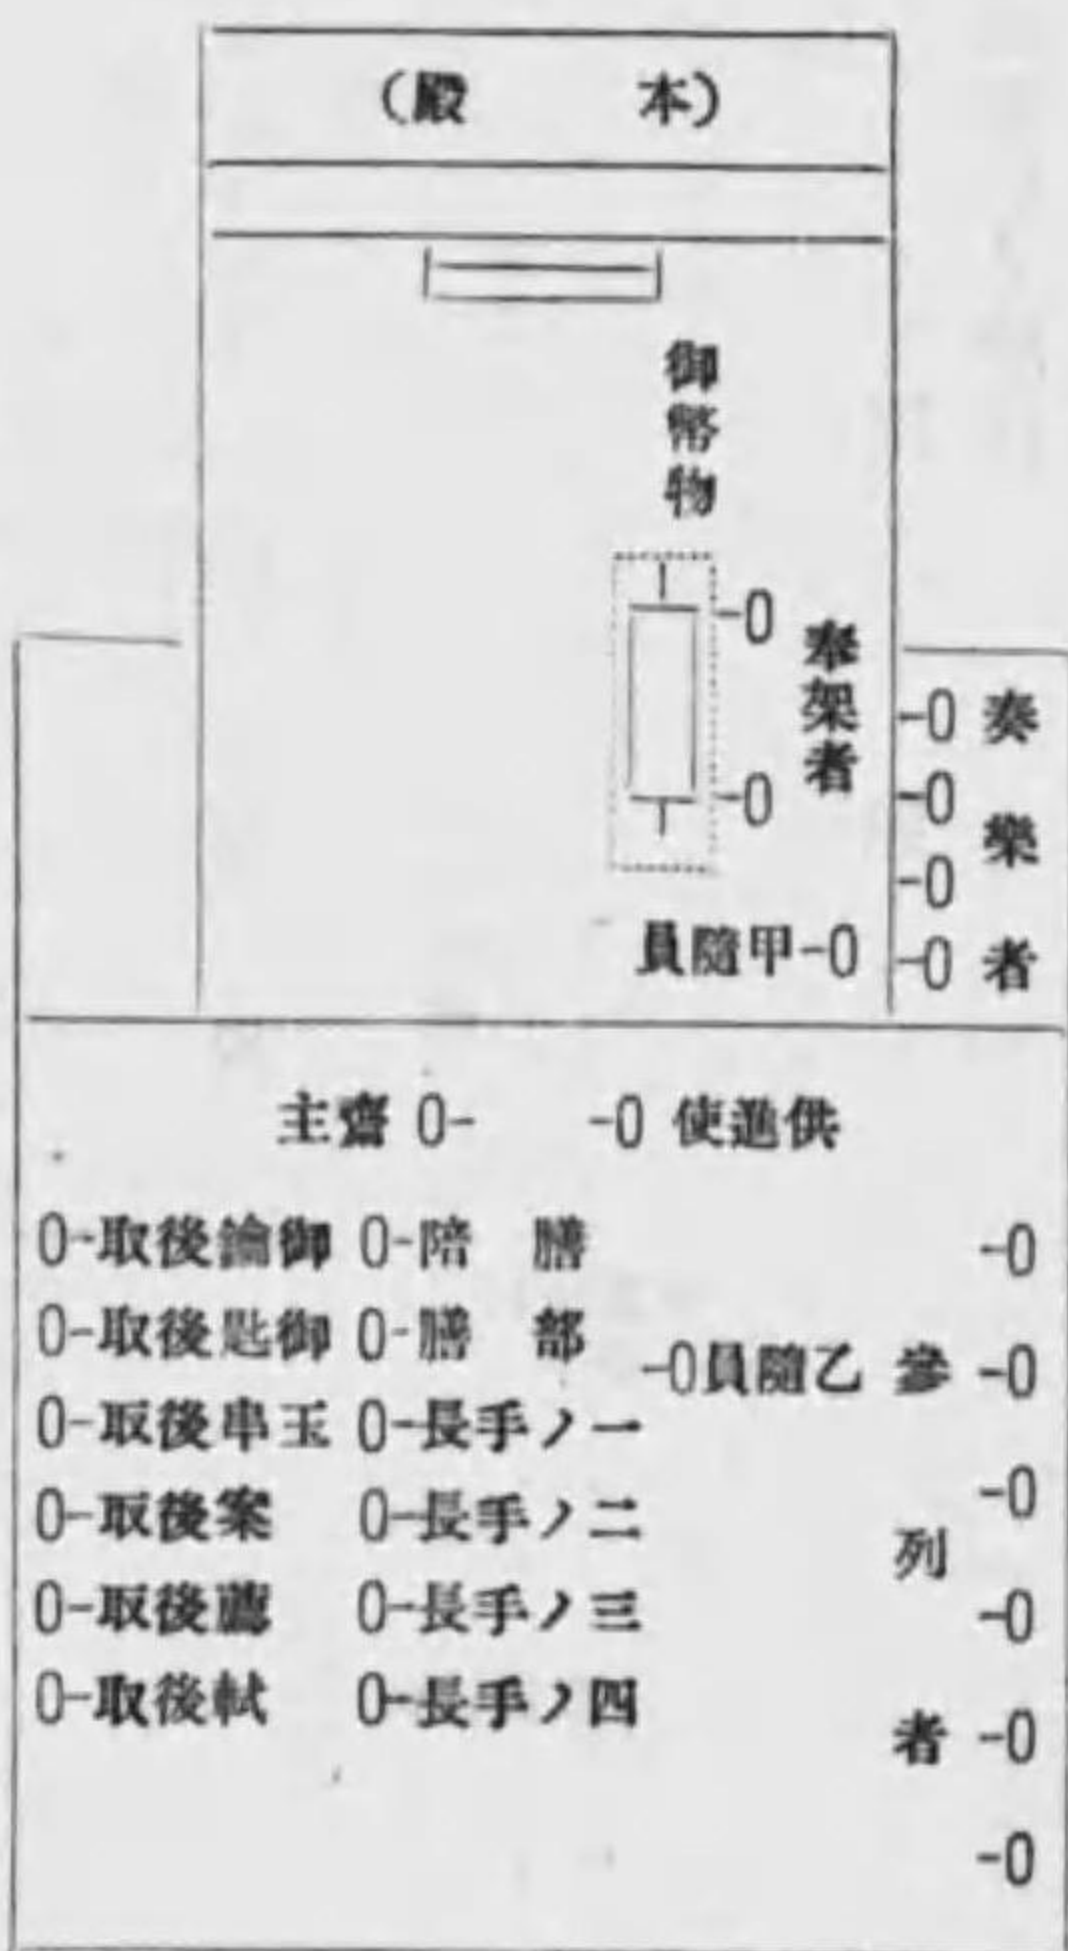 (本殿)
御幣物
奉架者
奏樂者
甲隨員
供進使
齋主
參列者
乙隨員
陪膳
膳部
長手ノ一
長手ノ二
長手ノ三
長手ノ四
御鑰後取
御匙後取
玉串後取
案後取
薦後取
軾後取